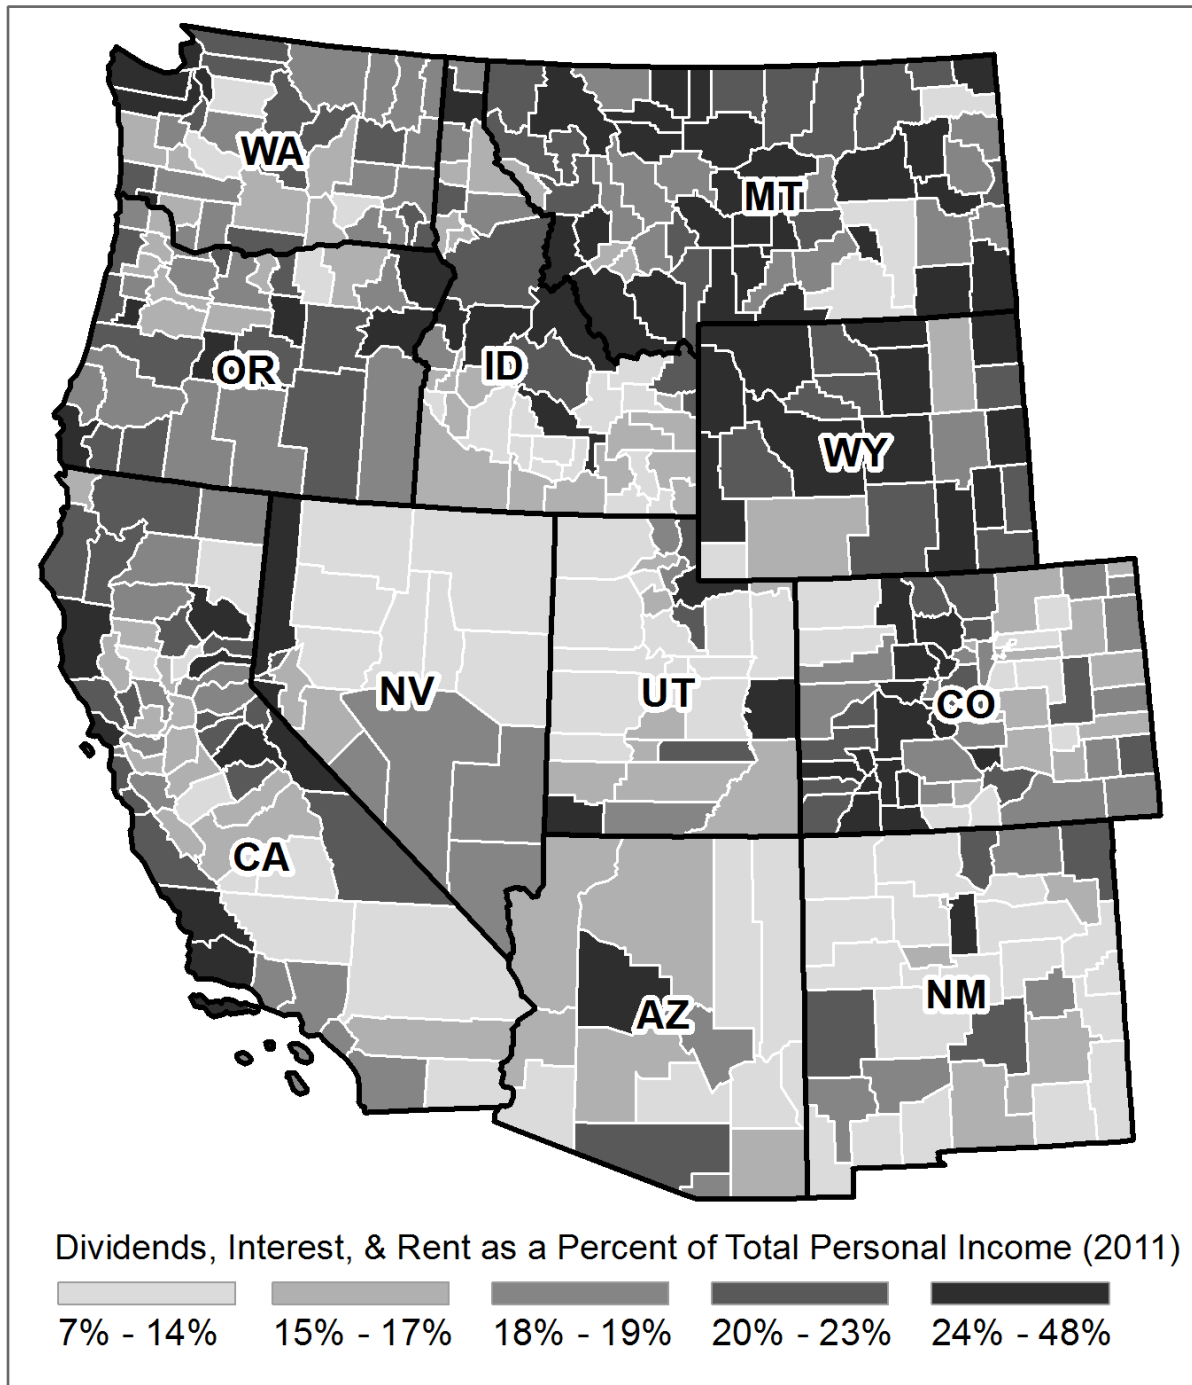 WA
MT
OR
ID
WY
NV
UT
CO
CA
AZ
NM
Dividends, Interest, & Rent as a Percent of Total Personal Income (2011)
7% - 14% 15% - 17% 18% - 19% 20% - 23% 24% - 48%